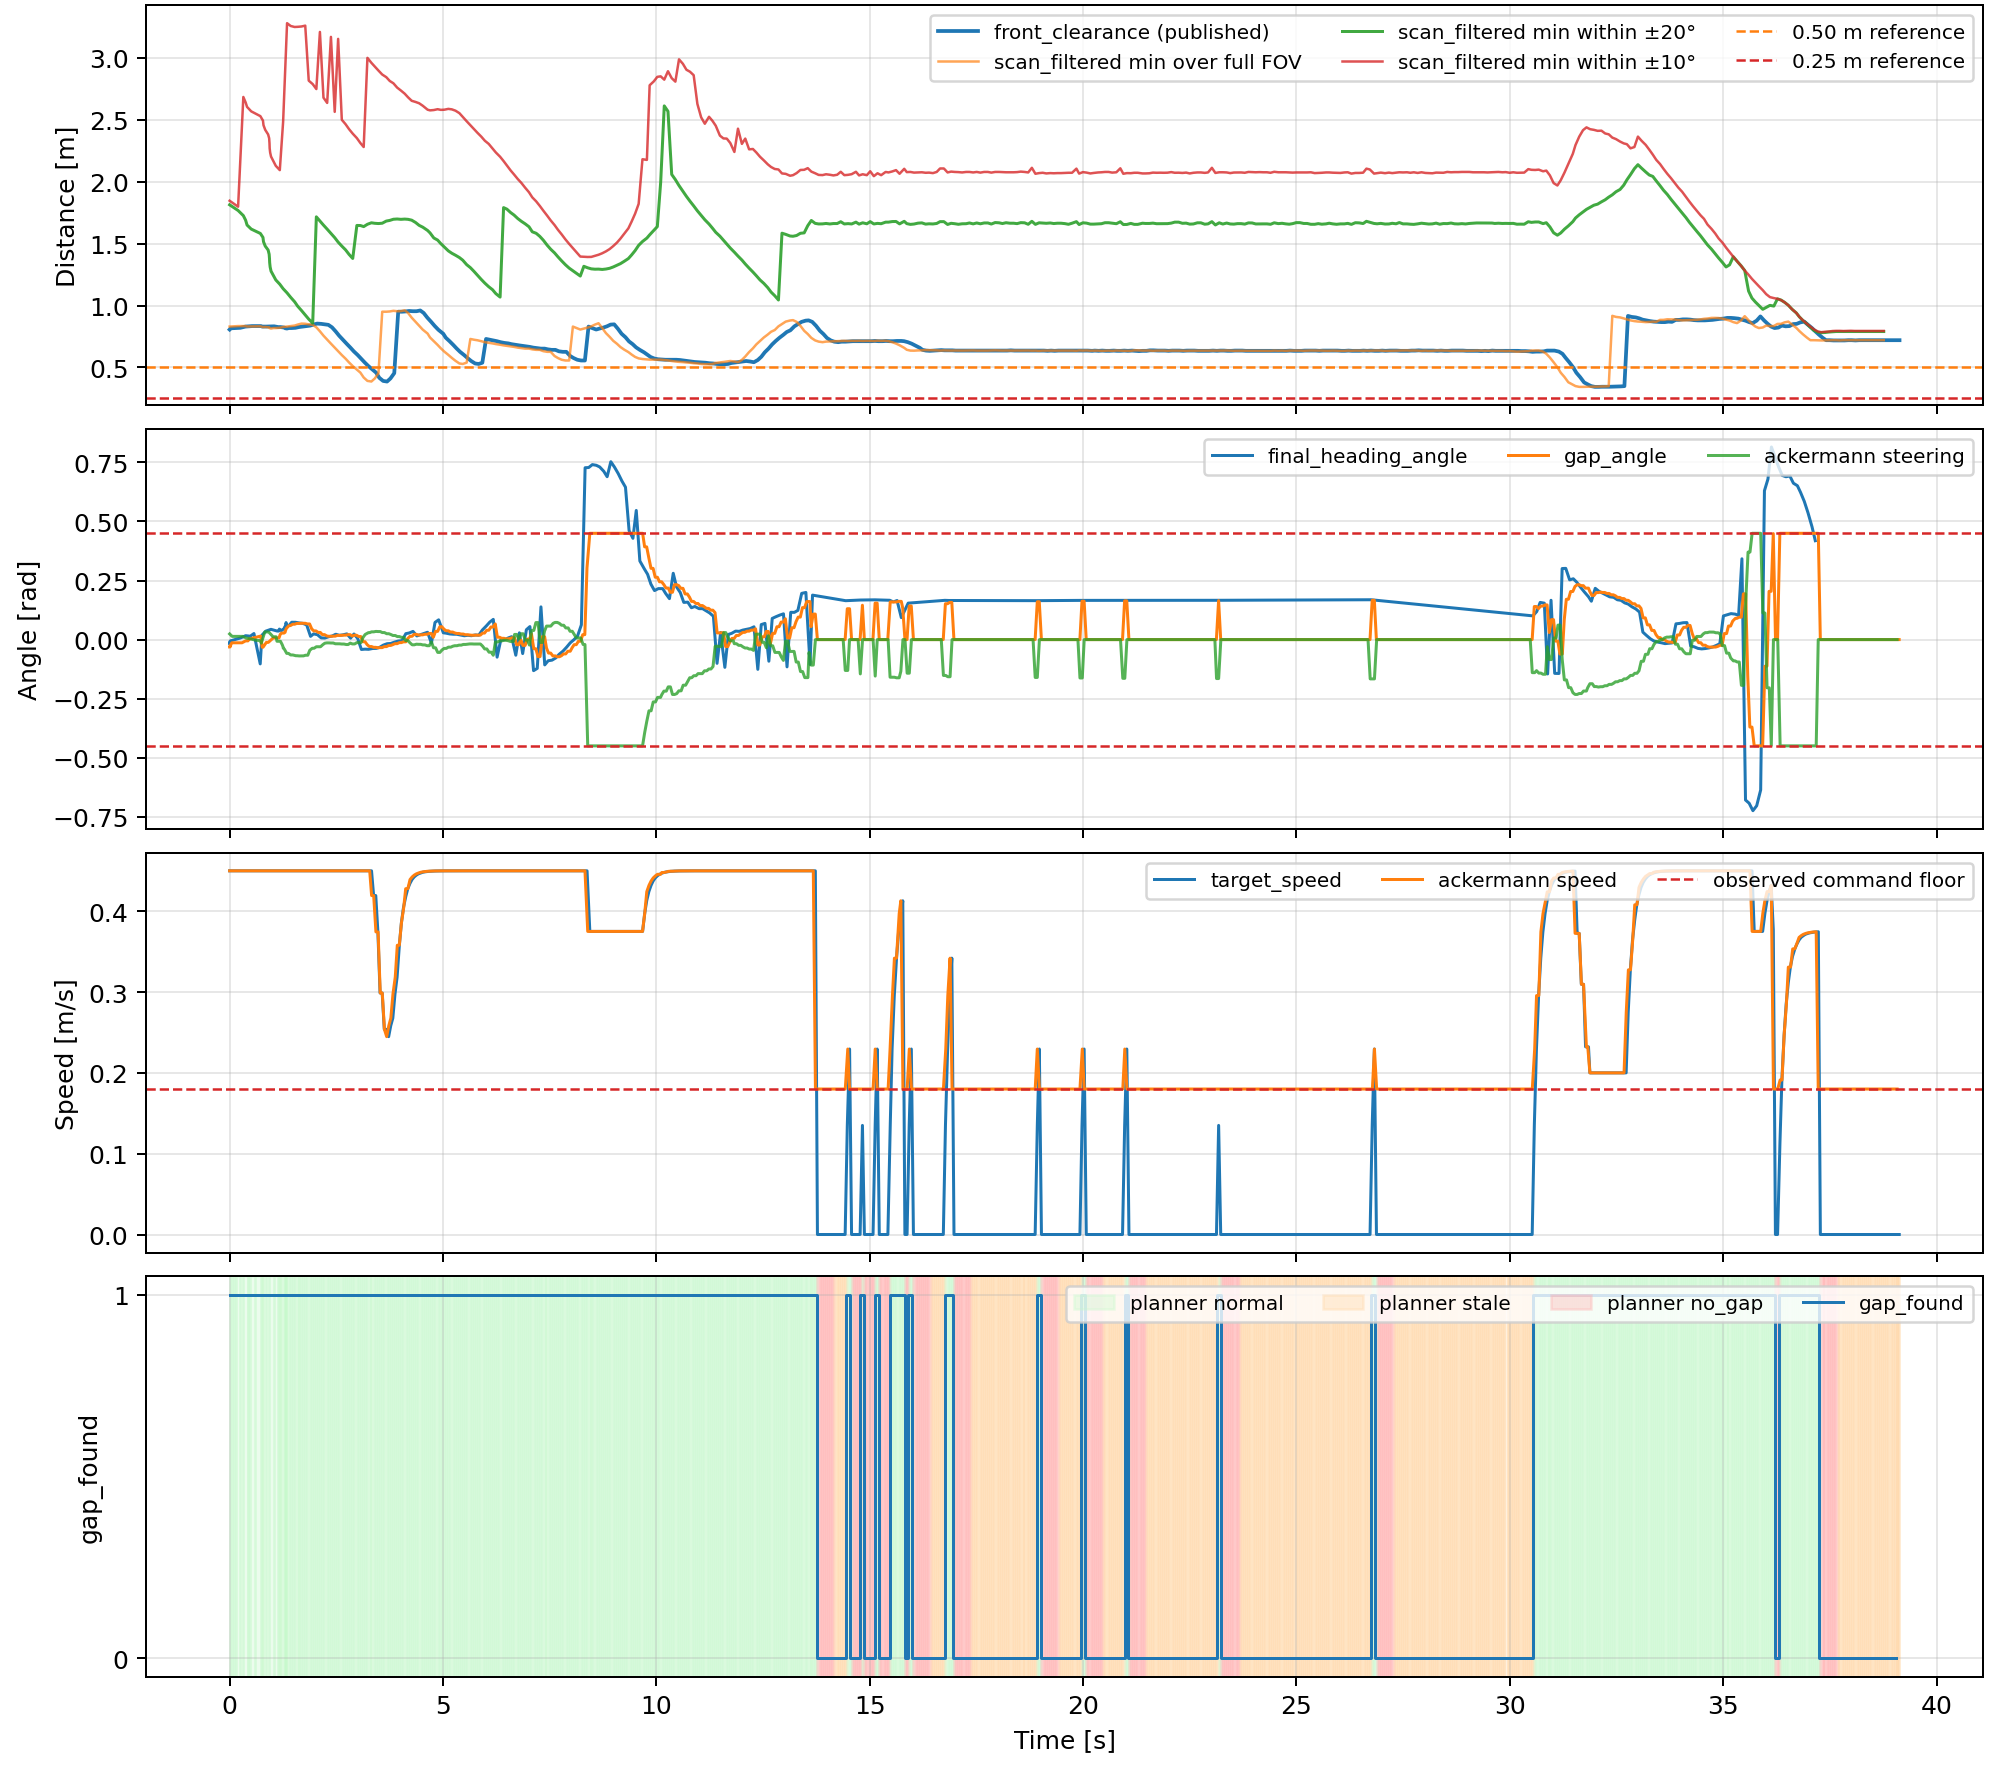 front_clearance (published)
scan_filtered min over full FOV
scan_filtered min within ±20°
scan_filtered min within ±10°
0.50 m reference
0.25 m reference
Distance [m]
3.0
2.5
2.0
1.5
1.0
0.5
final_heading_angle
gap_angle
ackermann steering
Angle [rad]
0.75
0.50
0.25
0.00
−0.25
−0.50
−0.75
target_speed
ackermann speed
observed command floor
Speed [m/s]
0.4
0.3
0.2
0.1
0.0
planner normal
planner stale
planner no_gap
gap_found
gap_found
1
0
0 5 10 15 20 25 30 35 40
Time [s]